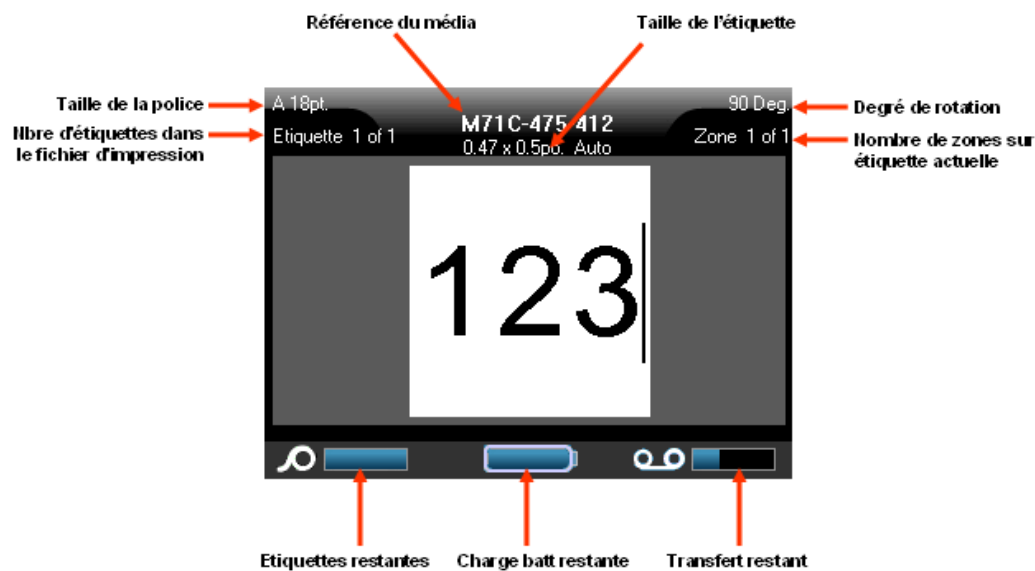 Référence du média
Taille de l'étiquette
Taille de la police
A 18pt.
90 Deg.
Degré de rotation
Nbre d'étiquettes dans
le fichier d'impression
Etiquette 1 of 1
M71C-475-412
0.47 x 0.5po. Auto
Zone 1 of 1
Nombre de zones sur
étiquette actuelle
123
Etiquettes restantes
Charge batt restante
Transfert restant